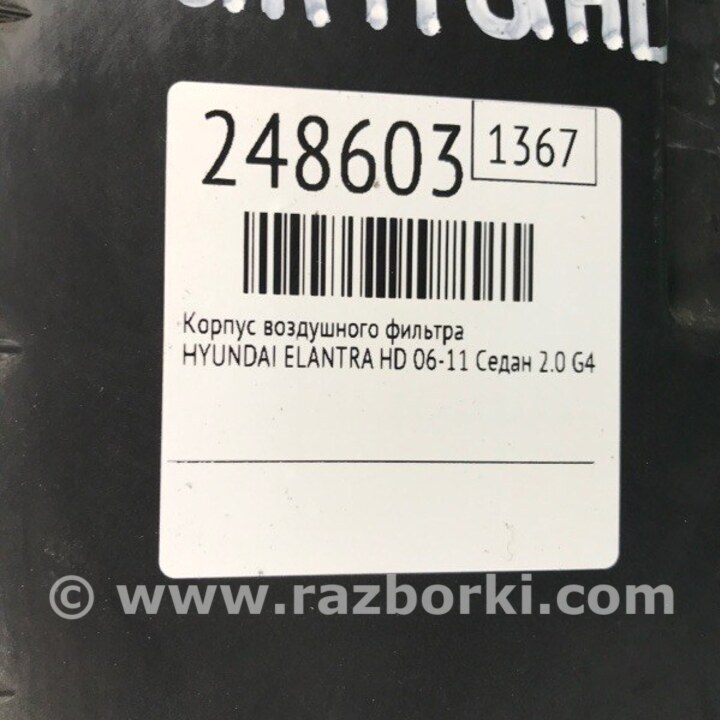 248603
1367
Корпус воздушного фильтра
HYUNDAI ELANTRA HD 06-11 Седан 2.0 G4
© www.razborki.com